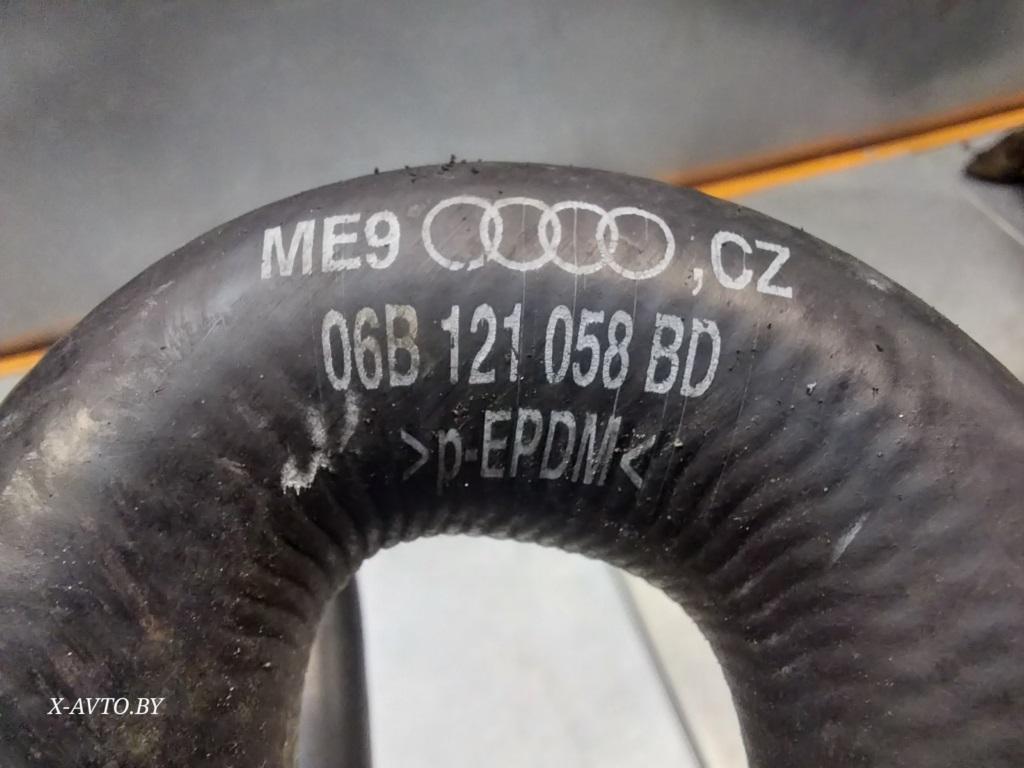 ME9 ,CZ
06B 121 058 BD
>p-EPDM<
X-AVTO.BY